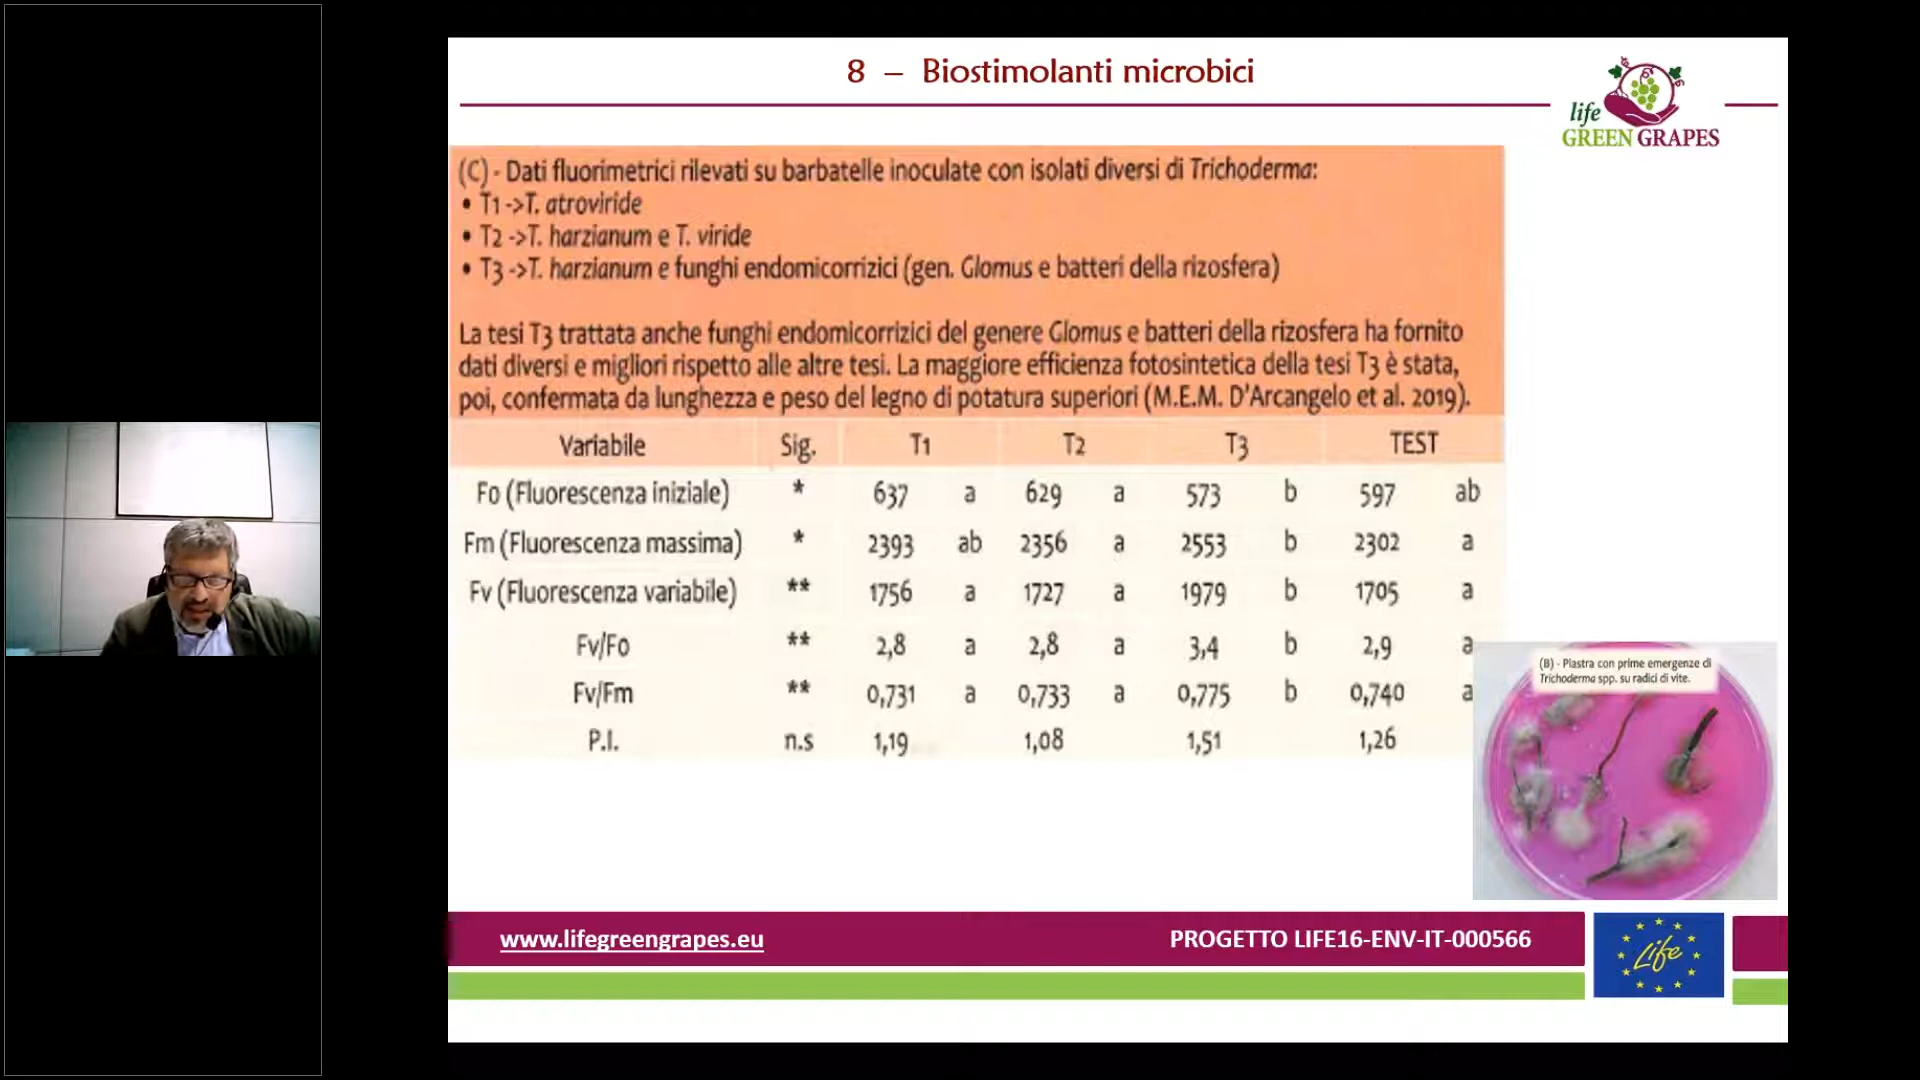 8 – Biostimolanti microbici
life
GREEN GRAPES
(C) - Dati fluorimetrici rilevati su barbatelle inoculate con isolati diversi di Trichoderma:
• T1 ->T. atroviride
• T2 ->T. harzianum e T. viride
• T3 ->T. harzianum e funghi endomicorrizici (gen. Glomus e batteri della rizosfera)
La tesi T3 trattata anche funghi endomicorrizici del genere Glomus e batteri della rizosfera ha fornito
dati diversi e migliori rispetto alle altre tesi. La maggiore efficienza fotosintetica della tesi T3 è stata,
poi, confermata da lunghezza e peso del legno di potatura superiori (M.E.M. D'Arcangelo et al. 2019).
Variabile Sig. T1 T2 T3 TEST
Fo (Fluorescenza iniziale) * 637 a 629 a 573 b 597 ab
Fm (Fluorescenza massima) * 2393 ab 2356 a 2553 b 2302 a
Fv (Fluorescenza variabile) ** 1756 a 1727 a 1979 b 1705 a
Fv/Fo ** 2,8 a 2,8 a 3,4 b 2,9 a
Fv/Fm ** 0,731 a 0,733 a 0,775 b 0,740 a
P.I. n.s 1,19 1,08 1,51 1,26
(B) - Piastra con prime emergenze di
Trichoderma spp. su radici di vite.
www.lifegreengrapes.eu PROGETTO LIFE16-ENV-IT-000566
Life